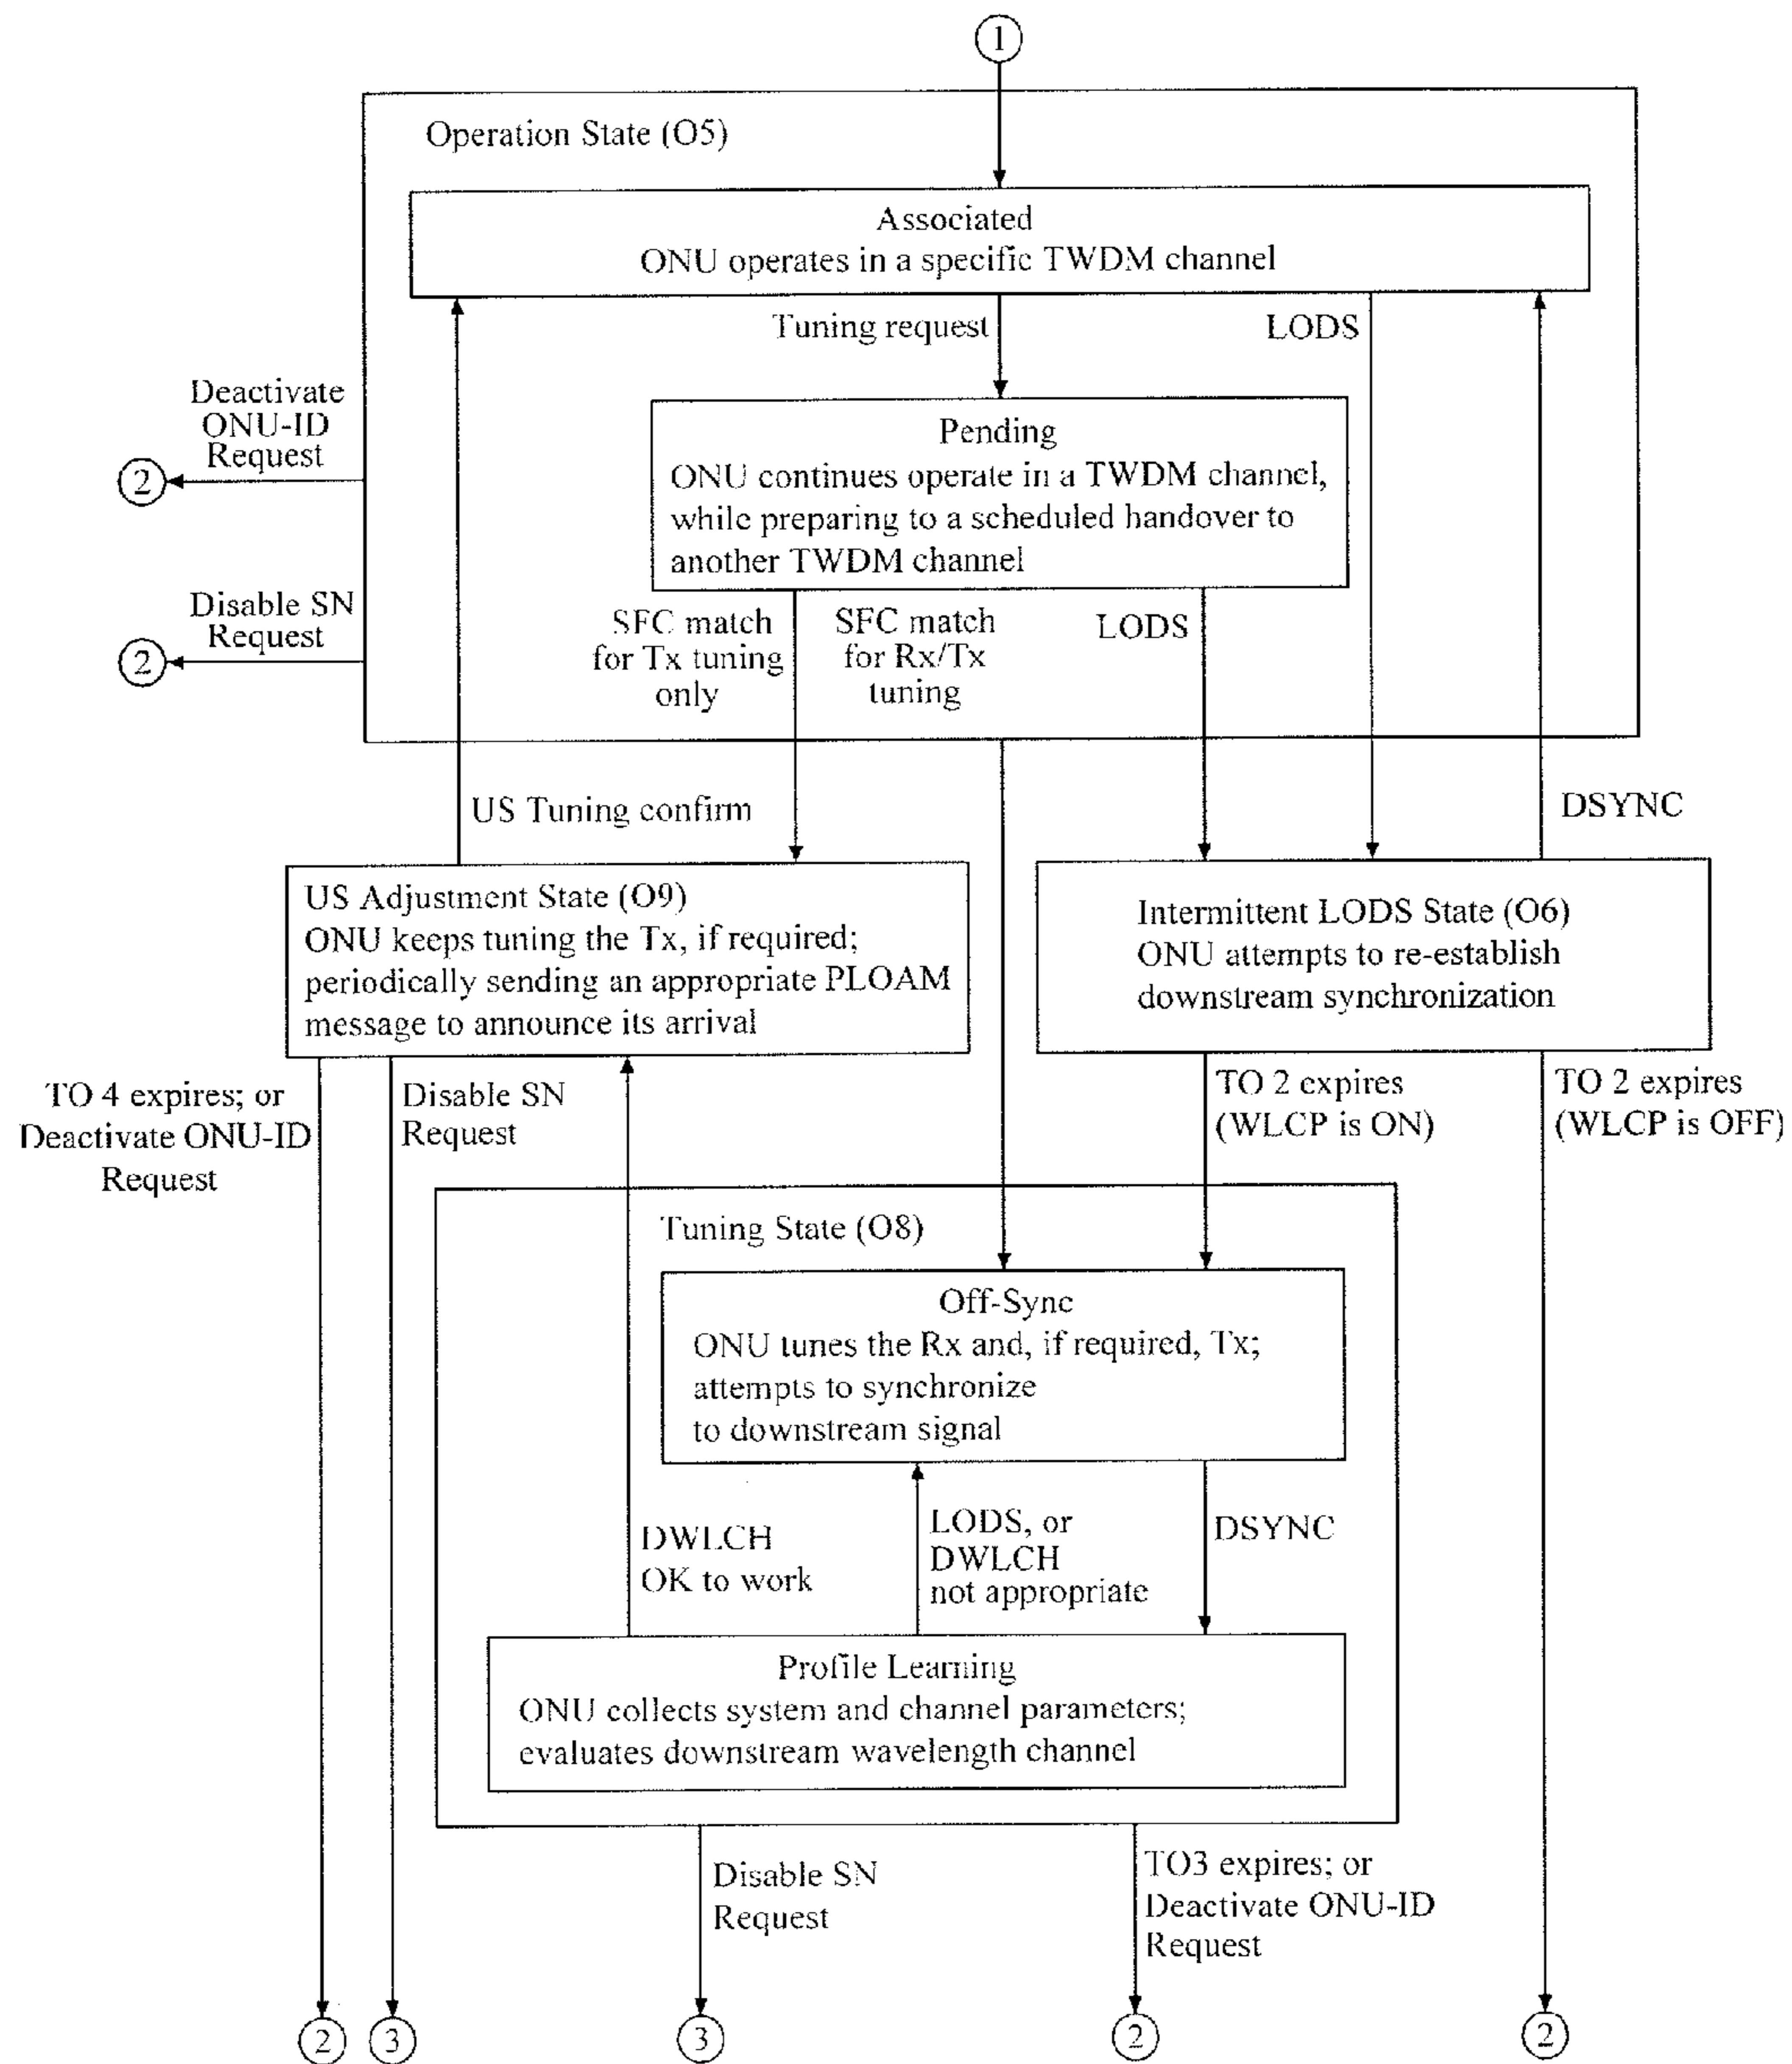 1
Operation State (O5)
Associated
ONU operates in a specific TWDM channel
Tuning request
LODS
Deactivate
ONU-ID
Request
2
Pending
ONU continues operate in a TWDM channel,
while preparing to a scheduled handover to
another TWDM channel
Disable SN
Request
2
SFC match
for Tx tuning
only
SFC match
for Rx/Tx
tuning
LODS
US Tuning confirm
DSYNC
US Adjustment State (O9)
ONU keeps tuning the Tx, if required;
periodically sending an appropriate PLOAM
message to announce its arrival
Intermittent LODS State (O6)
ONU attempts to re-establish
downstream synchronization
TO 4 expires; or
Deactivate ONU-ID
Request
Disable SN
Request
TO 2 expires
(WLCP is ON)
TO 2 expires
(WLCP is OFF)
Tuning State (O8)
Off-Sync
ONU tunes the Rx and, if required, Tx;
attempts to synchronize
to downstream signal
DWLCH
OK to work
LODS, or
DWLCH
not appropriate
DSYNC
Profile Learning
ONU collects system and channel parameters;
evaluates downstream wavelength channel
Disable SN
Request
TO3 expires; or
Deactivate ONU-ID
Request
2
3
3
2
2